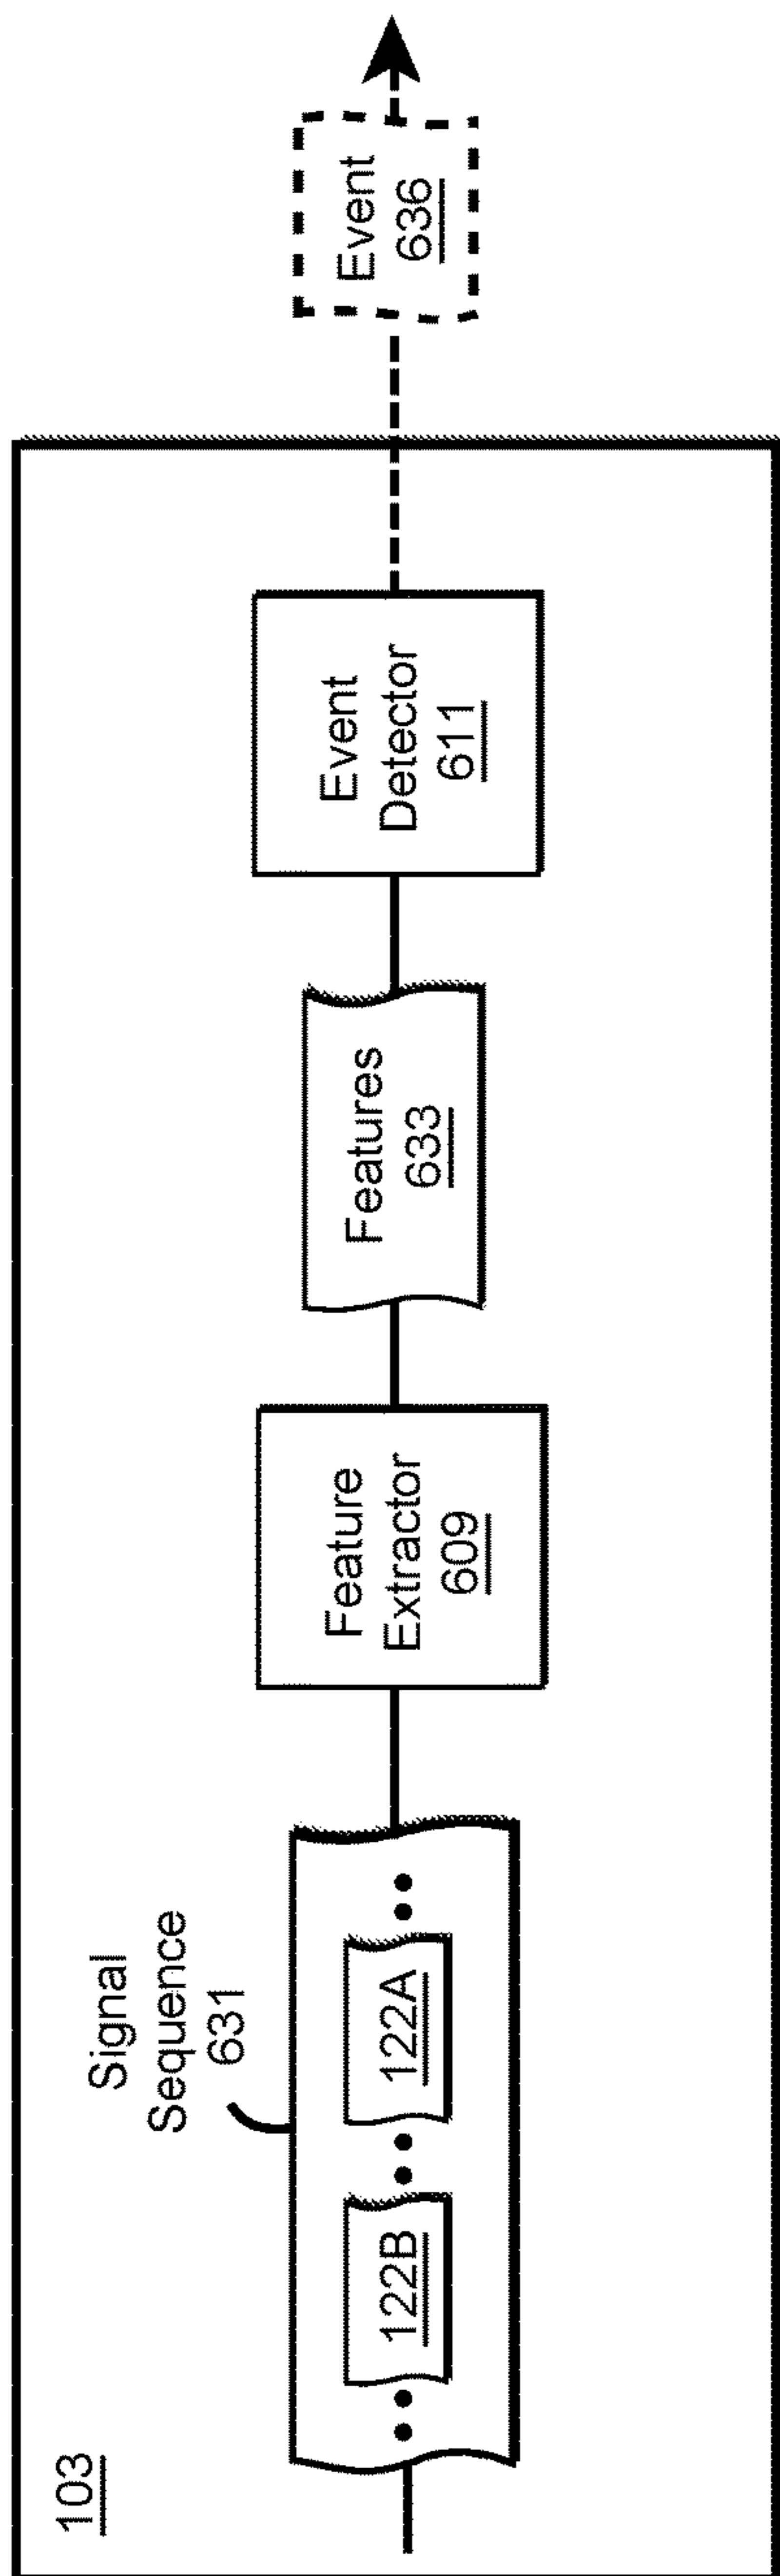 103
Signal
Sequence
631
122B
122A
Feature
Extractor
609
Features
633
Event
Detector
611
Event
636